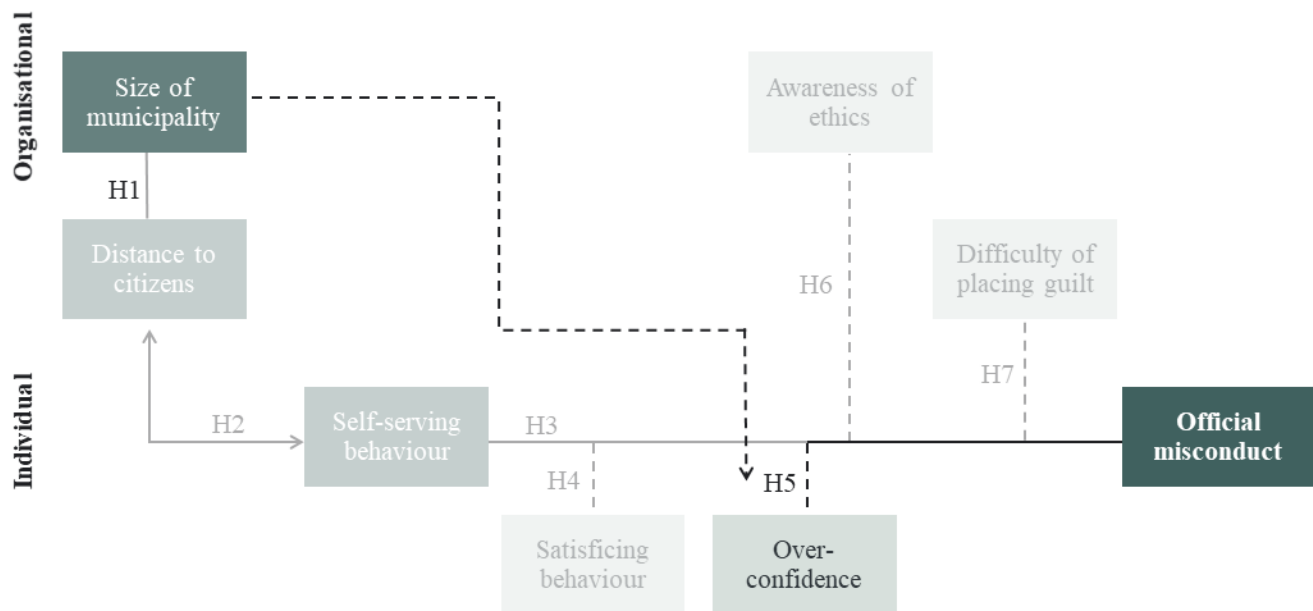 Organisational
Size of
municipality
Awareness of
ethics
H1
Distance to
citizens
Difficulty of
placing guilt
H6
H7
Individual
H2
Self-serving
behaviour
H3
Official
misconduct
H4
H5
Satisficing
behaviour
Over-
confidence